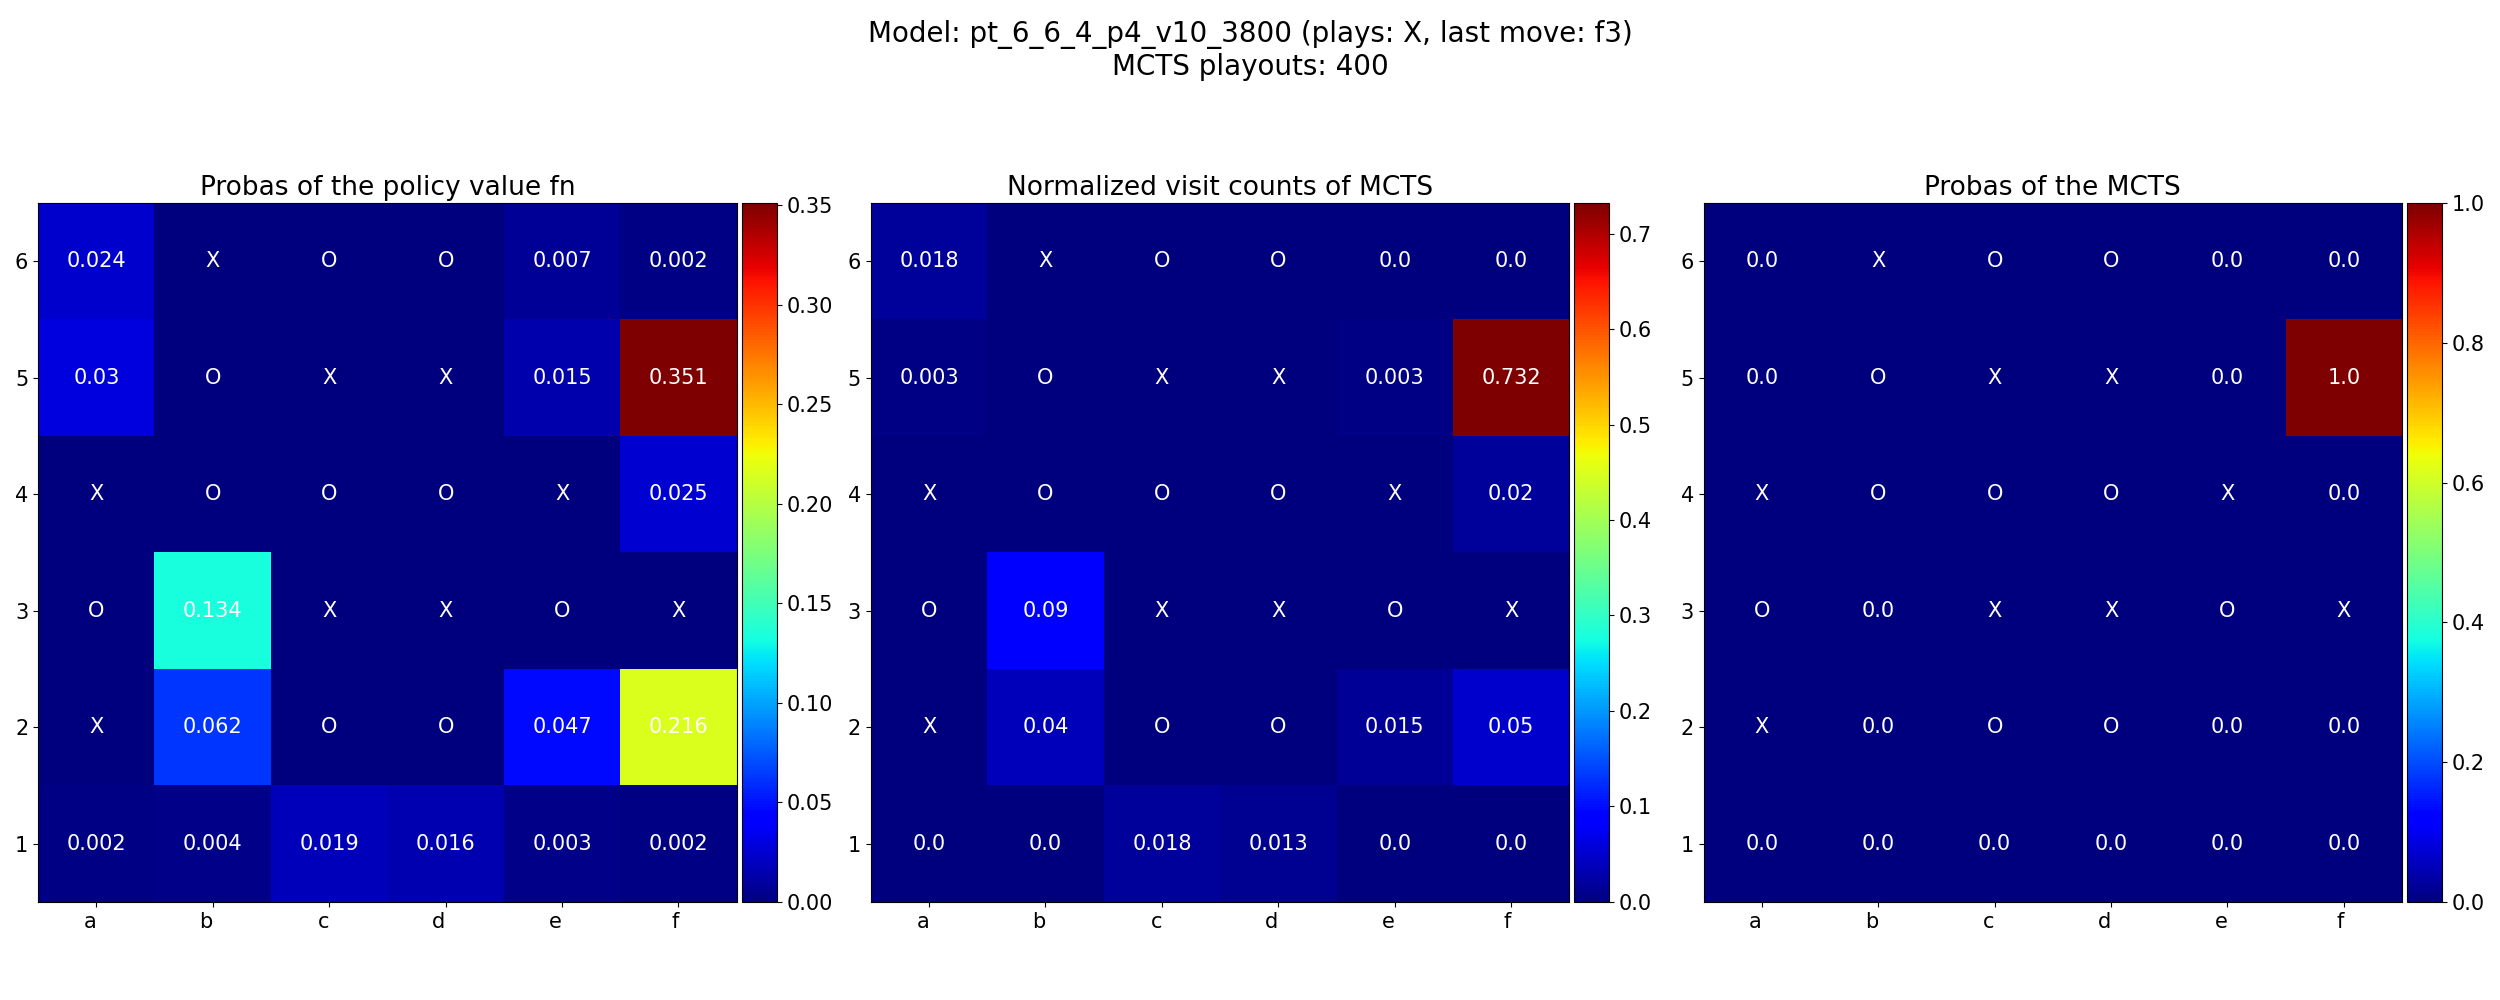 Model: pt_6_6_4_p4_v10_3800 (plays: X, last move: f3)
MCTS playouts: 400
Probas of the policy value fn
6 0.024 X O O 0.007 0.002
5 0.03 O X X 0.015 0.351
4 X O O O X 0.025
3 O 0.134 X X O X
2 X 0.062 O O 0.047 0.216
1 0.002 0.004 0.019 0.016 0.003 0.002
a b c d e f
0.35
0.30
0.25
0.20
0.15
0.10
0.05
0.00
Normalized visit counts of MCTS
6 0.018 X O O 0.0 0.0
5 0.003 O X X 0.003 0.732
4 X O O O X 0.02
3 O 0.09 X X O X
2 X 0.04 O O 0.015 0.05
1 0.0 0.0 0.018 0.013 0.0 0.0
a b c d e f
0.7
0.6
0.5
0.4
0.3
0.2
0.1
0.0
Probas of the MCTS
6 0.0 X O O 0.0 0.0
5 0.0 O X X 0.0 1.0
4 X O O O X 0.0
3 O 0.0 X X O X
2 X 0.0 O O 0.0 0.0
1 0.0 0.0 0.0 0.0 0.0 0.0
a b c d e f
1.0
0.8
0.6
0.4
0.2
0.0